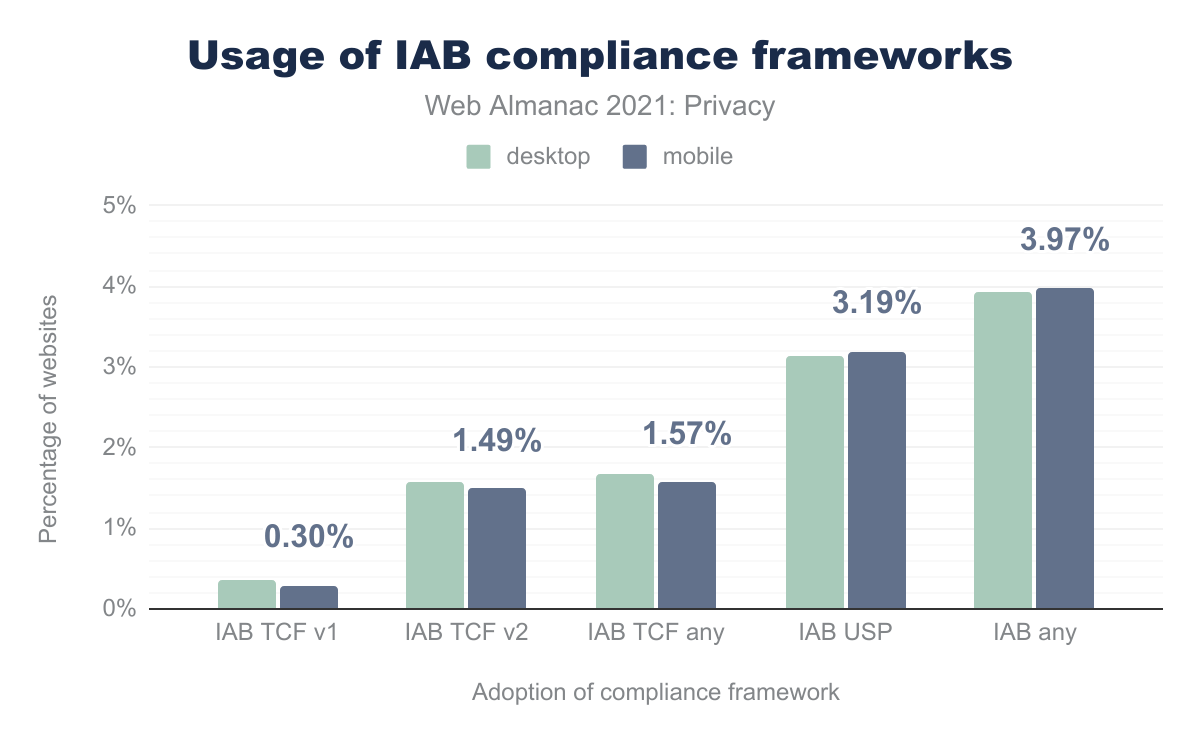 Usage of IAB compliance frameworks
Web Almanac 2021: Privacy
desktop mobile
5%
4%
3%
2%
1%
0%
Percentage of websites
0.30%
1.49%
1.57%
3.19%
3.97%
IAB TCF v1 IAB TCF v2 IAB TCF any IAB USP IAB any
Adoption of compliance framework